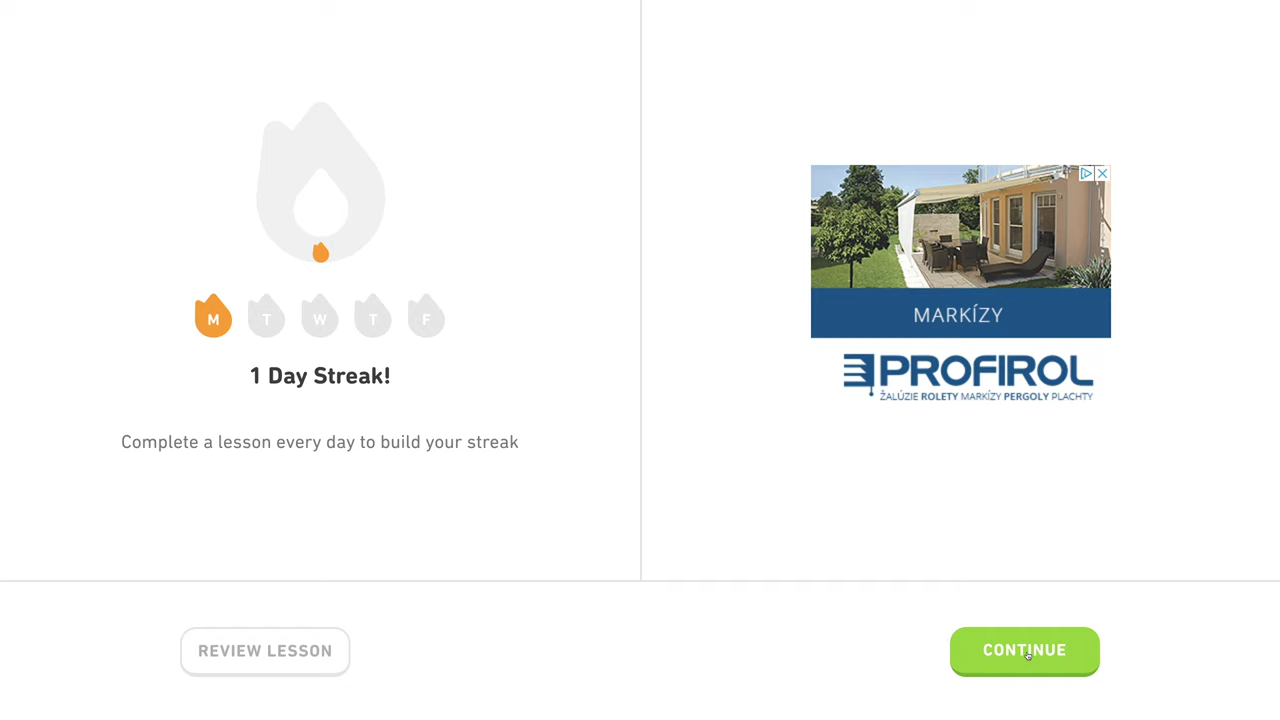 M T W T F
1 Day Streak!
Complete a lesson every day to build your streak
MARKÍZY
PROFIROL
ŽALÚZIE ROLETY MARKÍZY PERGOLY PLACHTY
REVIEW LESSON
CONTINUE